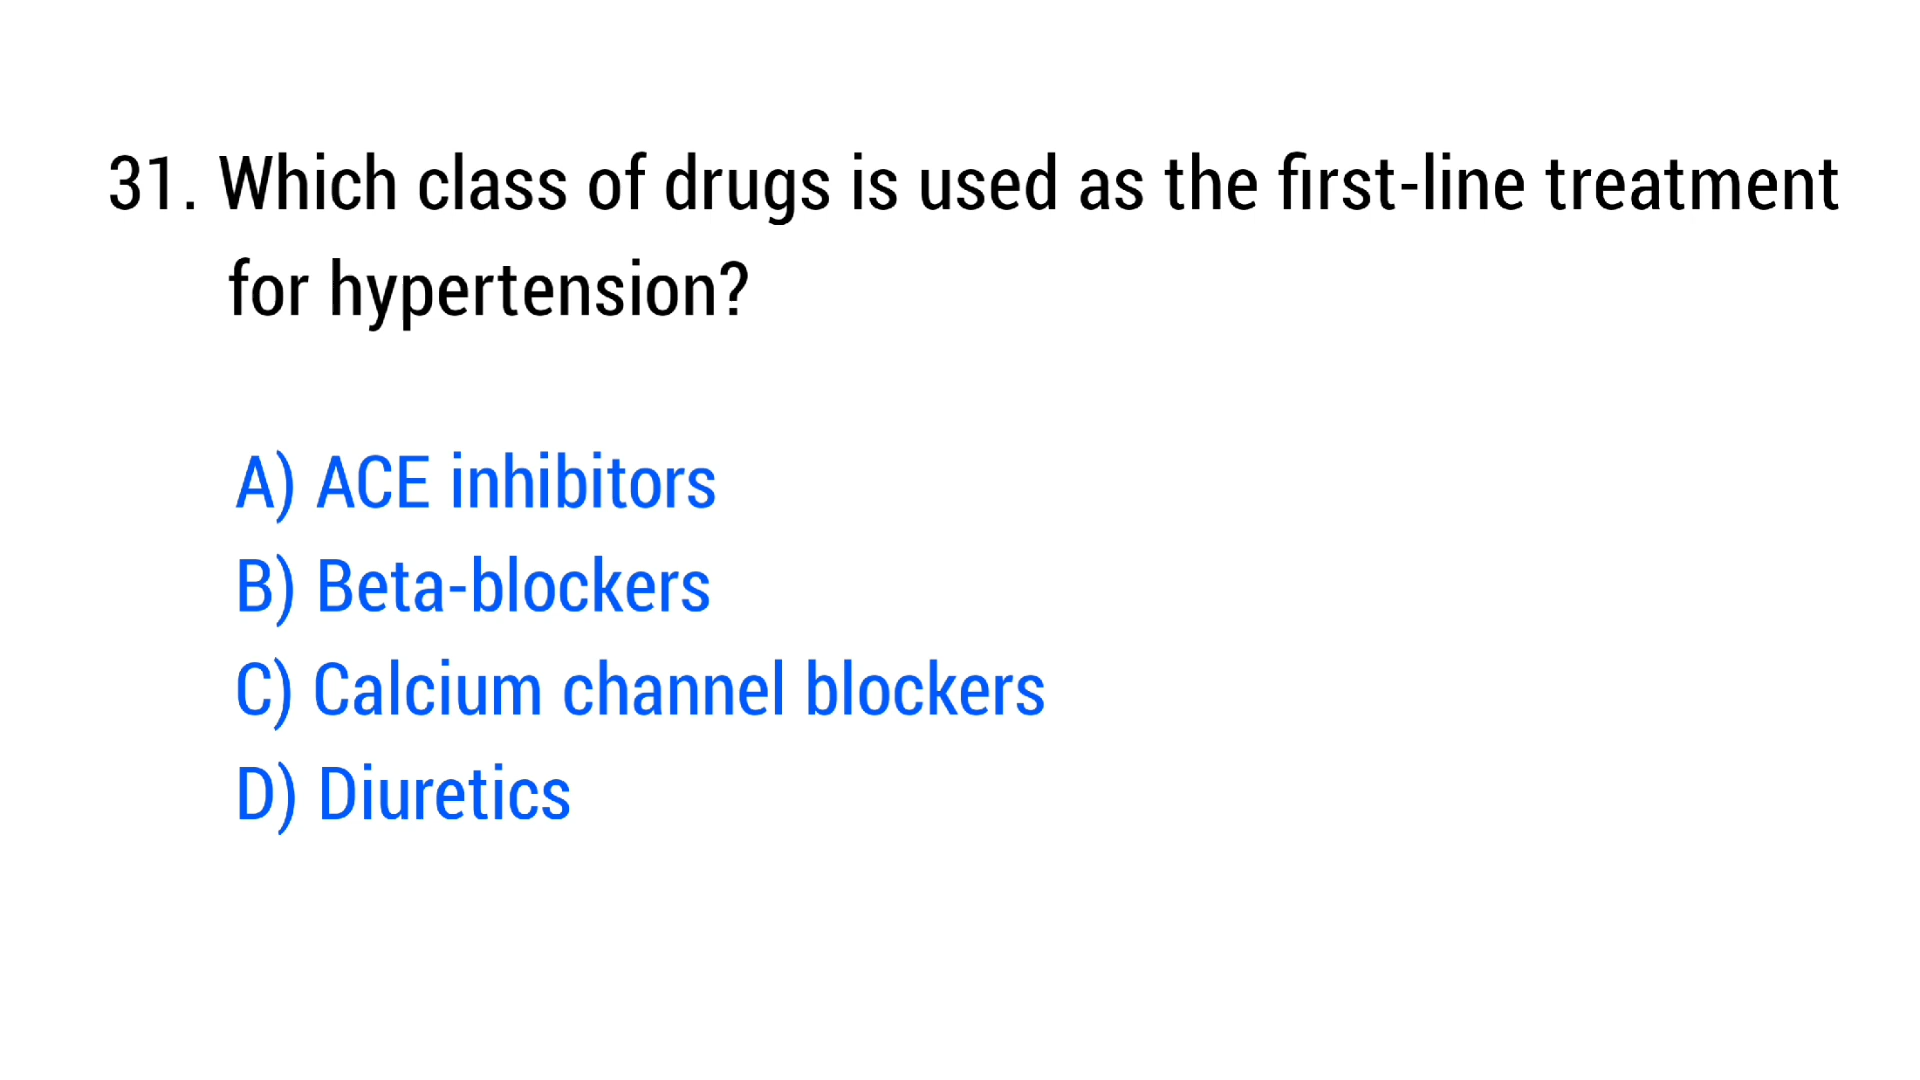 31. Which class of drugs is used as the first-line treatment
for hypertension?
A) ACE inhibitors
B) Beta-blockers
C) Calcium channel blockers
D) Diuretics